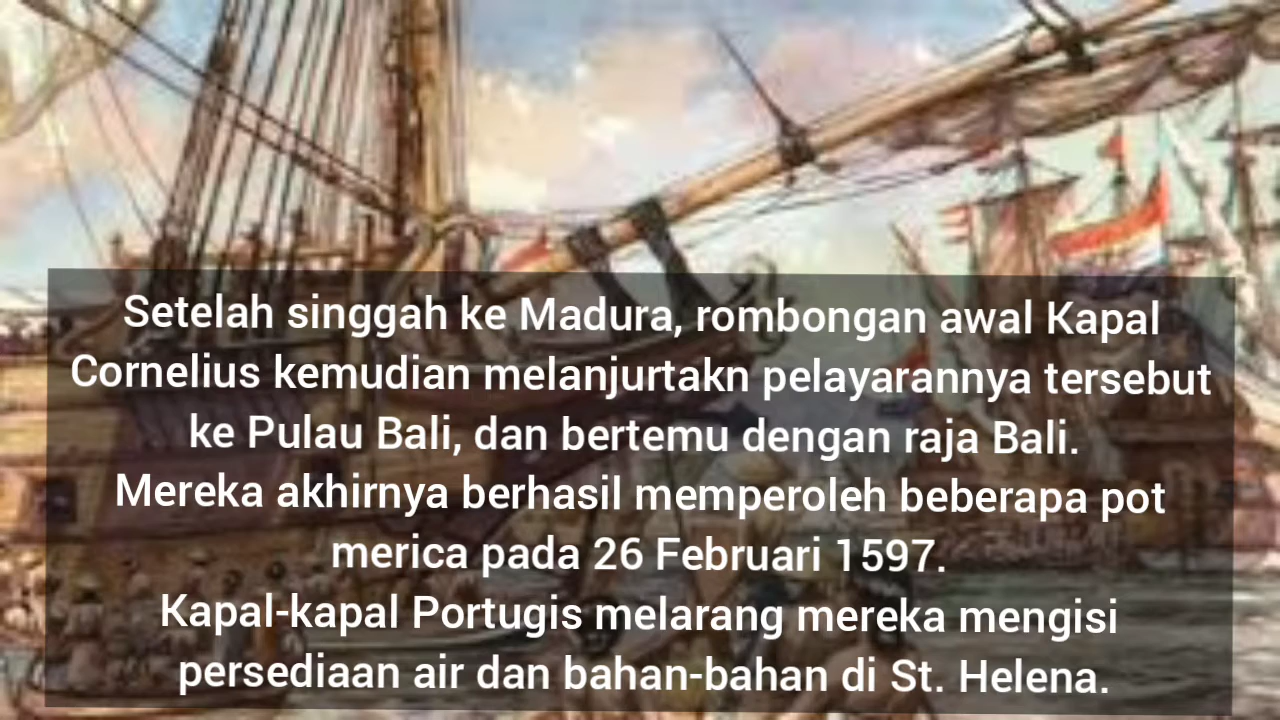 Setelah singgah ke Madura, rombongan awal Kapal
Cornelius kemudian melanjurtakn pelayarannya tersebut
ke Pulau Bali, dan bertemu dengan raja Bali.
Mereka akhirnya berhasil memperoleh beberapa pot
merica pada 26 Februari 1597.
Kapal-kapal Portugis melarang mereka mengisi
persediaan air dan bahan-bahan di St. Helena.